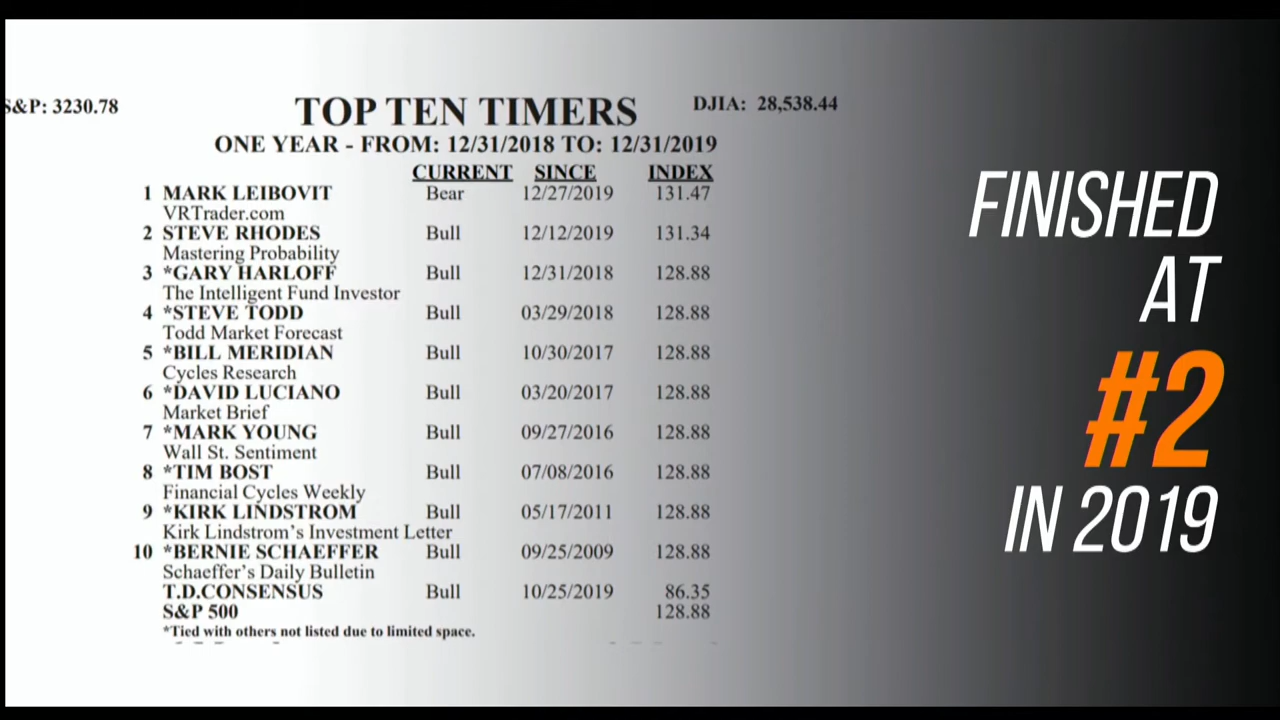 S&P: 3230.78 TOP TEN TIMERS DJIA: 28,538.44
ONE YEAR - FROM: 12/31/2018 TO: 12/31/2019
CURRENT SINCE INDEX
1 MARK LEIBOVIT Bear 12/27/2019 131.47
VRTrader.com
2 STEVE RHODES Bull 12/12/2019 131.34
Mastering Probability
3 *GARY HARLOFF Bull 12/31/2018 128.88
The Intelligent Fund Investor
4 *STEVE TODD Bull 03/29/2018 128.88
Todd Market Forecast
5 *BILL MERIDIAN Bull 10/30/2017 128.88
Cycles Research
6 *DAVID LUCIANO Bull 03/20/2017 128.88
Market Brief
7 *MARK YOUNG Bull 09/27/2016 128.88
Wall St. Sentiment
8 *TIM BOST Bull 07/08/2016 128.88
Financial Cycles Weekly
9 *KIRK LINDSTROM Bull 05/17/2011 128.88
Kirk Lindstrom's Investment Letter
10 *BERNIE SCHAEFFER Bull 09/25/2009 128.88
Schaeffer's Daily Bulletin
T.D.CONSENSUS Bull 10/25/2019 86.35
S&P 500 128.88
*Tied with others not listed due to limited space.
FINISHED
AT
#2
IN 2019